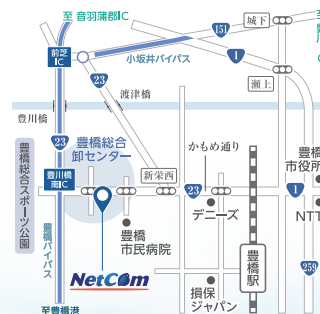 至 音羽蒲郡IC
城下
151
前芝
IC
小坂井バイパス
1
瀬上
23
渡津橋
豊川橋
23
豊橋総合
卸センター
かもめ通り
豊橋
市役所
豊橋総合スポーツ公園
豊川橋
南IC
新栄西
23
1
デニーズ
NTT
豊橋
市民病院
豊橋バイパス
豊橋駅
259
NetCom
損保
ジャパン
至豊橋港